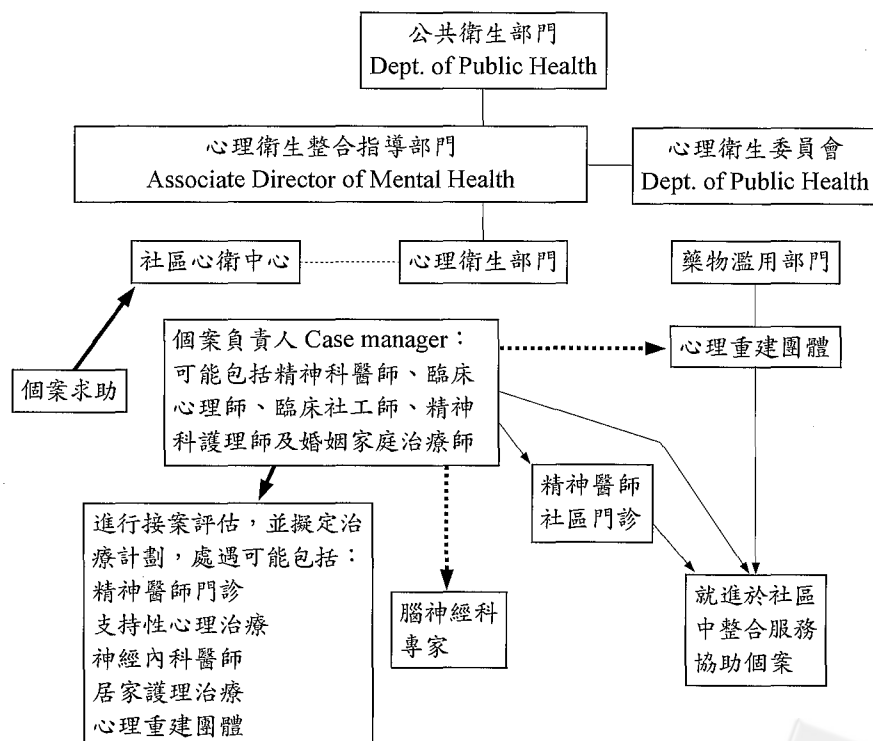 公共衛生部門
Dept. of Public Health
心理衛生整合指導部門
Associate Director of Mental Health
心理衛生委員會
Dept. of Public Health
社區心衛中心
心理衛生部門
藥物濫用部門
個案求助
個案負責人 Case manager：
可能包括精神科醫師、臨床
心理師、臨床社工師、精神
科護理師及婚姻家庭治療師
心理重建團體
精神醫師
社區門診
進行接案評估，並擬定治
療計劃，處遇可能包括：
精神醫師門診
支持性心理治療
神經內科醫師
居家護理治療
心理重建團體
腦神經科
專家
就進於社區
中整合服務
協助個案